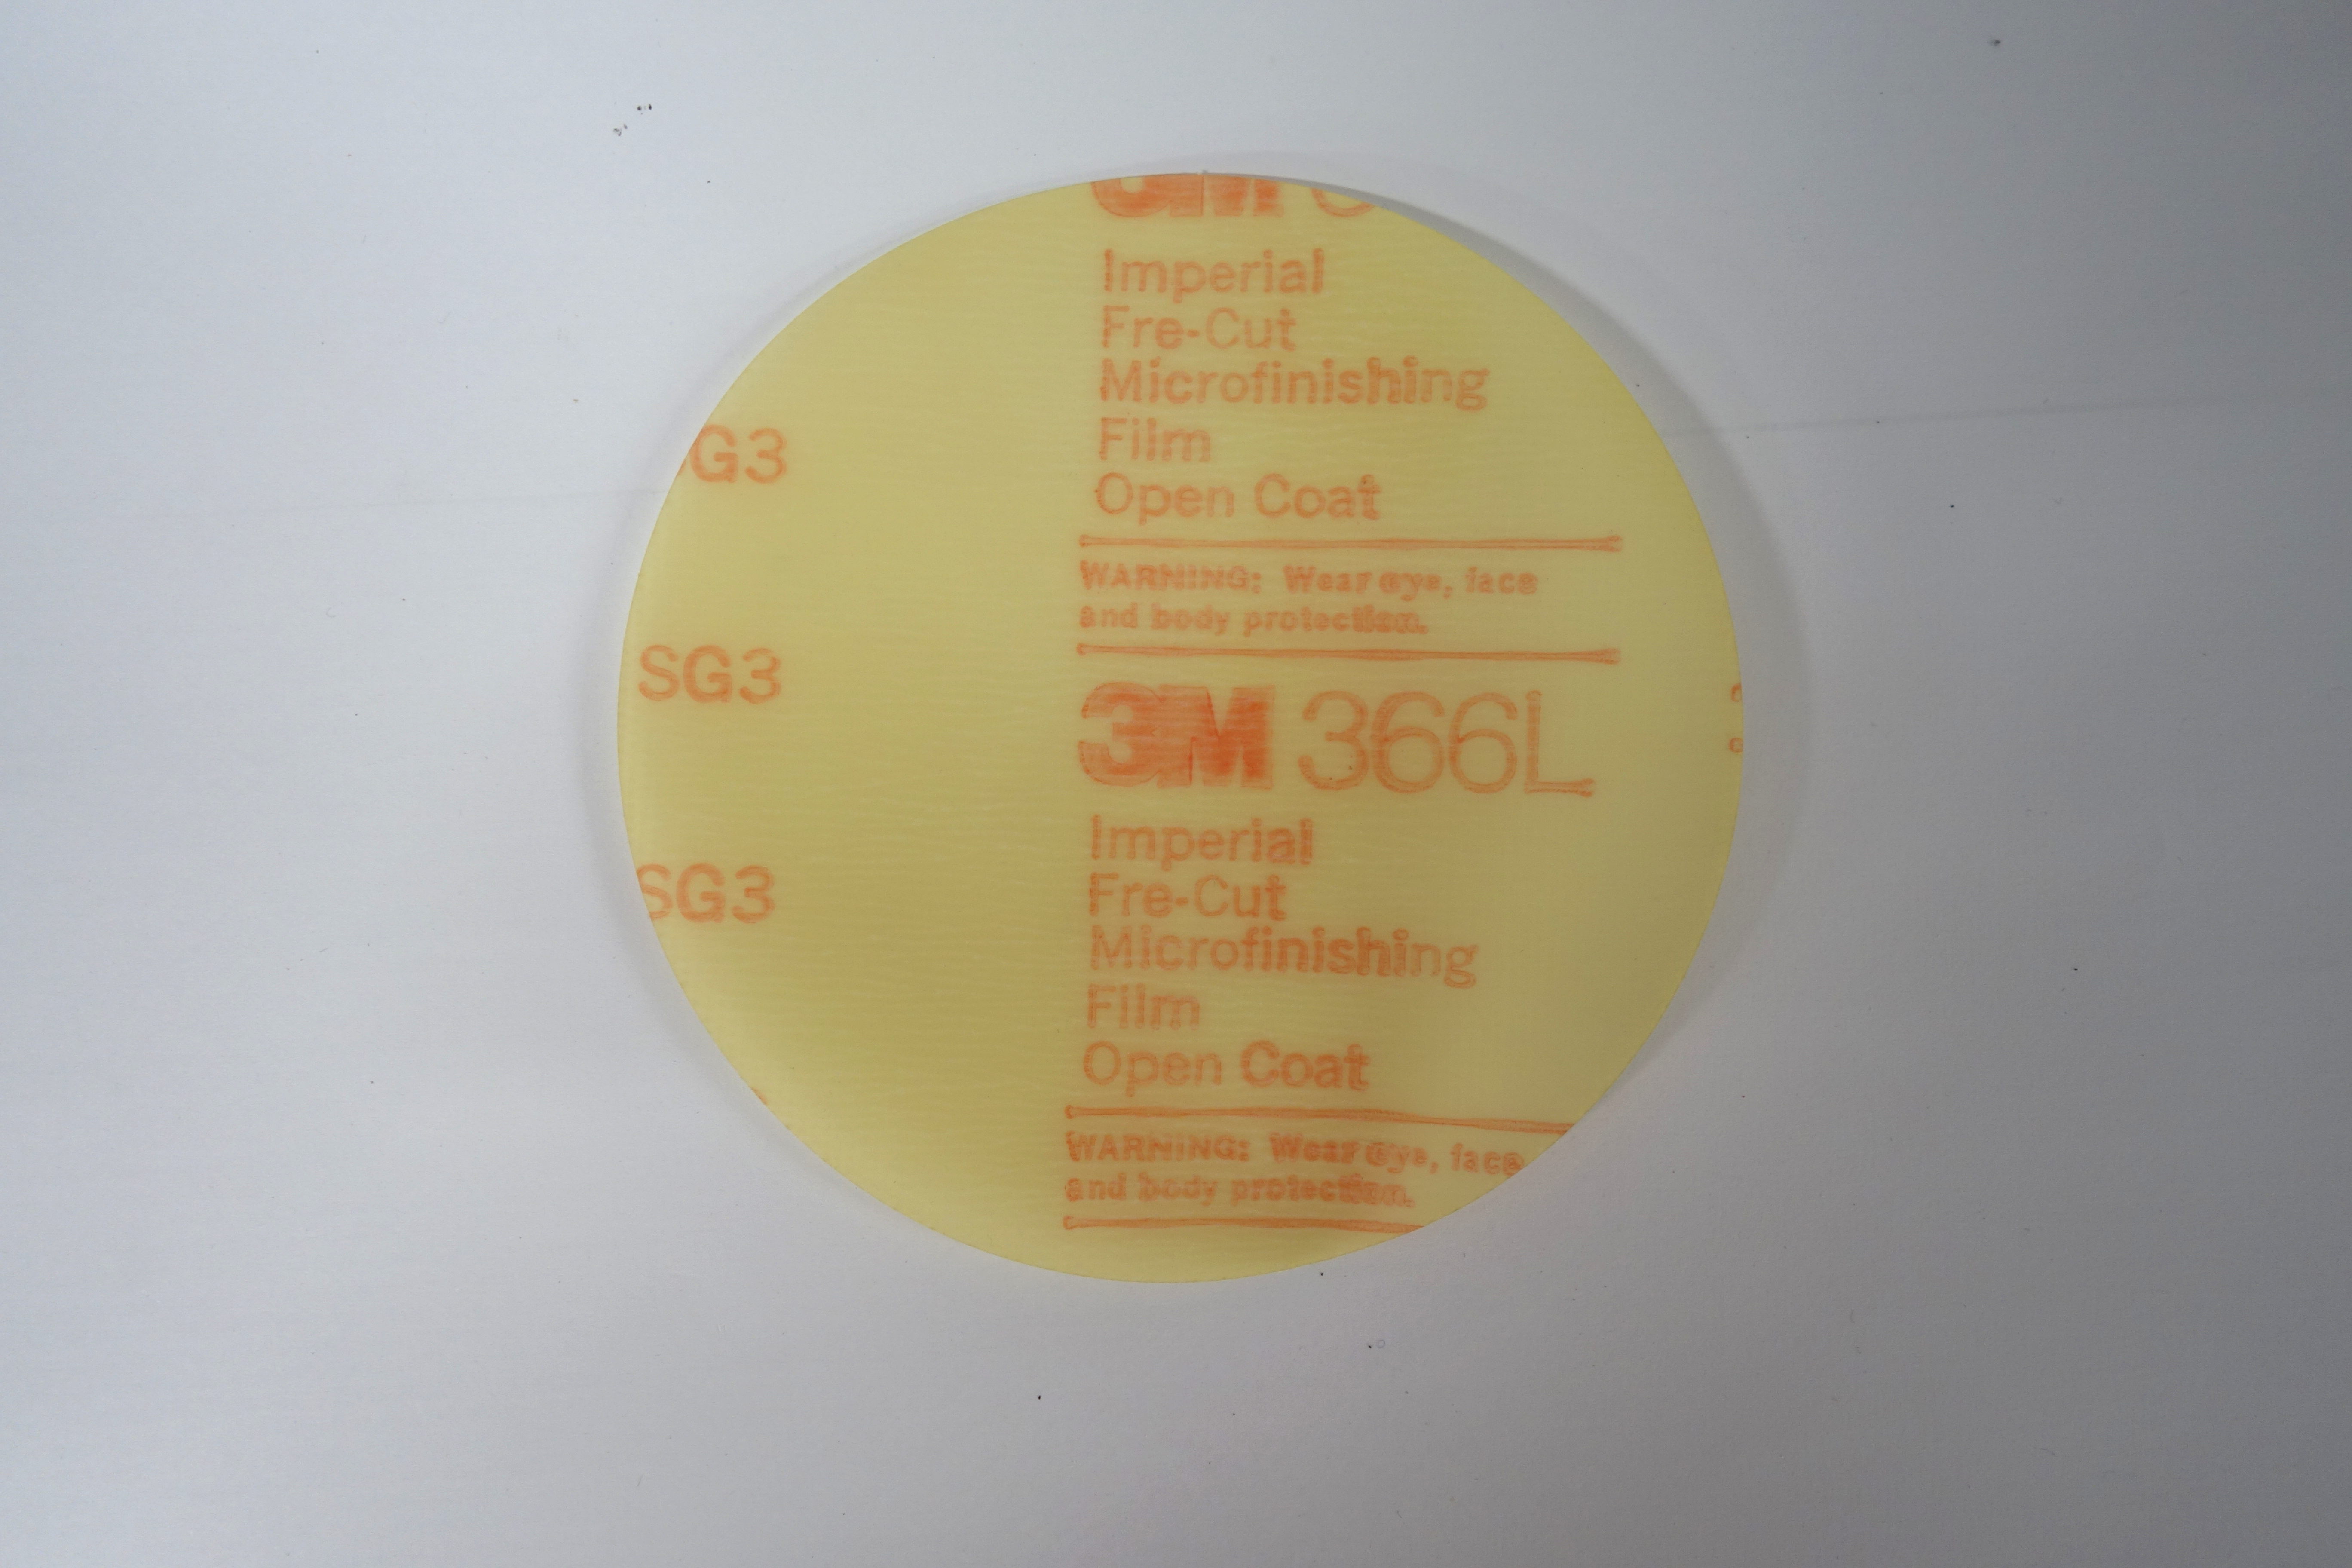 3M
Imperial
Fre-Cut
Microfinishing
Film
Open Coat
WARNING: Wear eye, face
and body protection.
3M 366L
Imperial
Fre-Cut
Microfinishing
Film
Open Coat
WARNING: Wear eye, face
and body protection.
SG3
SG3
SG3